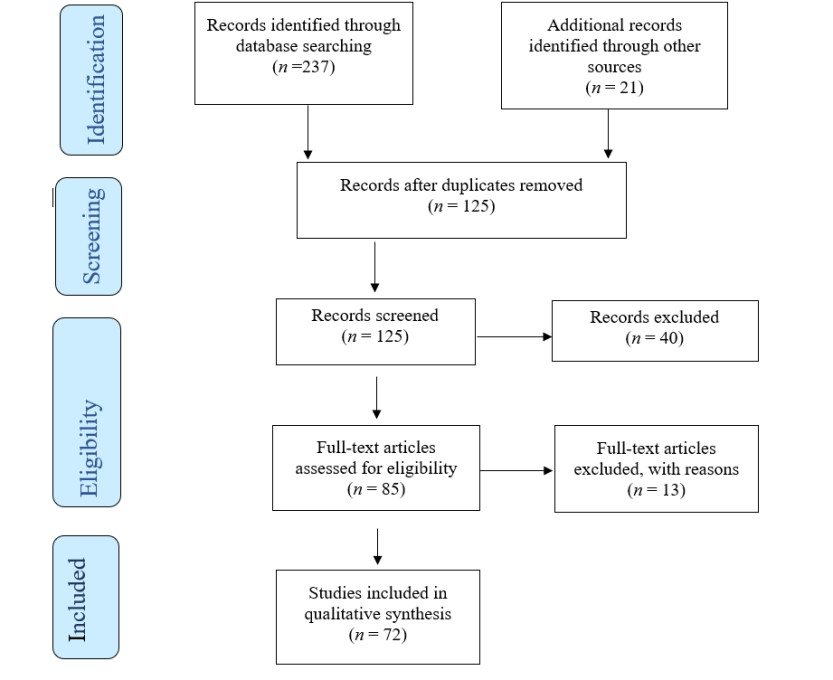 Identification
Records identified through
database searching
(n =237)
Additional records
identified through other
sources
(n = 21)
Records after duplicates removed
(n = 125)
Screening
Records screened
(n = 125)
Records excluded
(n = 40)
Eligibility
Full-text articles
assessed for eligibility
(n = 85)
Full-text articles
excluded, with reasons
(n = 13)
Included
Studies included in
qualitative synthesis
(n = 72)